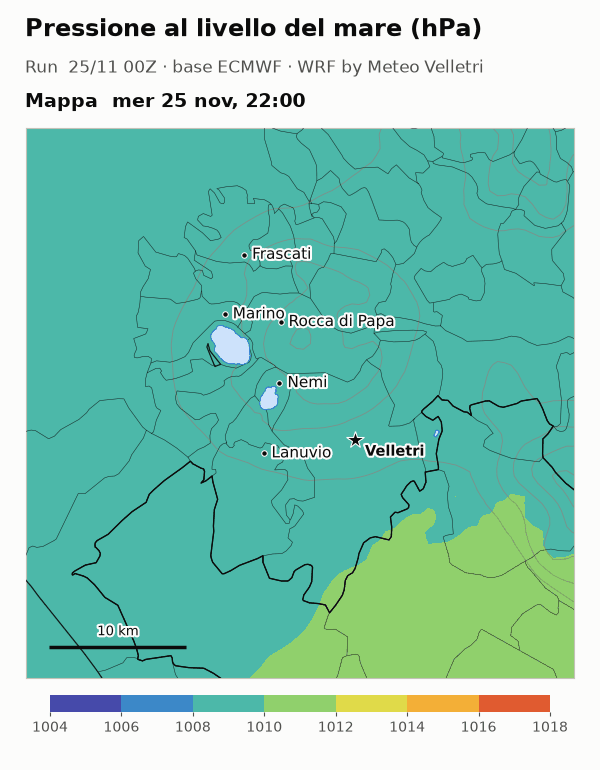 Pressione al livello del mare (hPa)
Run  25/11 00Z · base ECMWF · WRF by Meteo Velletri
Mappa  mer 25 nov, 22:00
Frascati
Marino
Rocca di Papa
Nemi
Velletri
Lanuvio
10 km
1004 1006 1008 1010 1012 1014 1016 1018